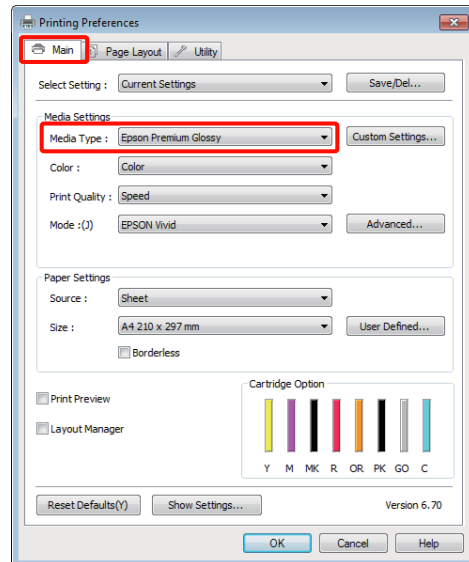 Printing Preferences
Main Page Layout Utility
Select Setting : Current Settings Save/Del...
Media Settings
Media Type : Epson Premium Glossy Custom Settings...
Color : Color
Print Quality : Speed
Mode :(J) EPSON Vivid Advanced...
Paper Settings
Source : Sheet
Size : A4 210 x 297 mm User Defined...
Borderless
Cartridge Option
Print Preview
Layout Manager
Y M MK R OR PK GO C
Reset Defaults(Y) Show Settings... Version 6.70
OK Cancel Help